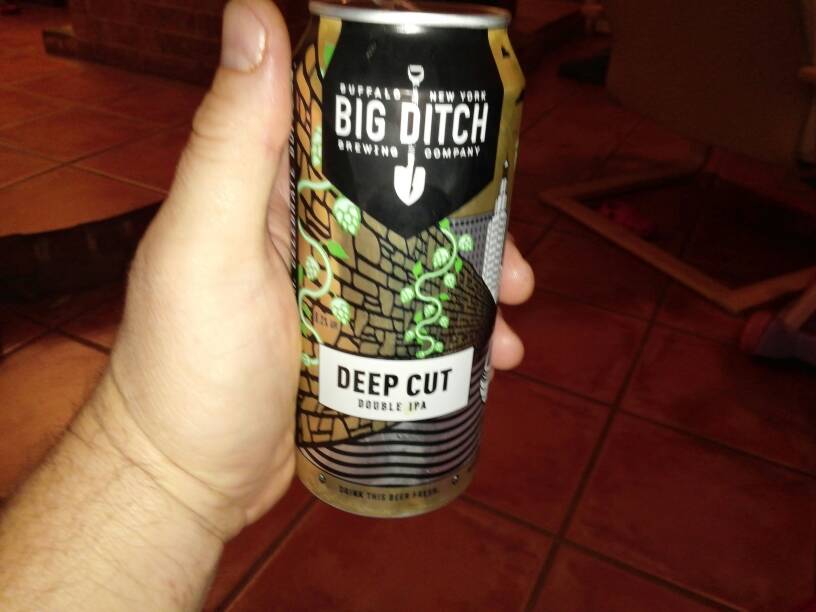 BUFFALO NEW YORK
BIG DITCH
BREWING COMPANY
DEEP CUT
DOUBLE IPA
DRINK THIS BEER FRESH.